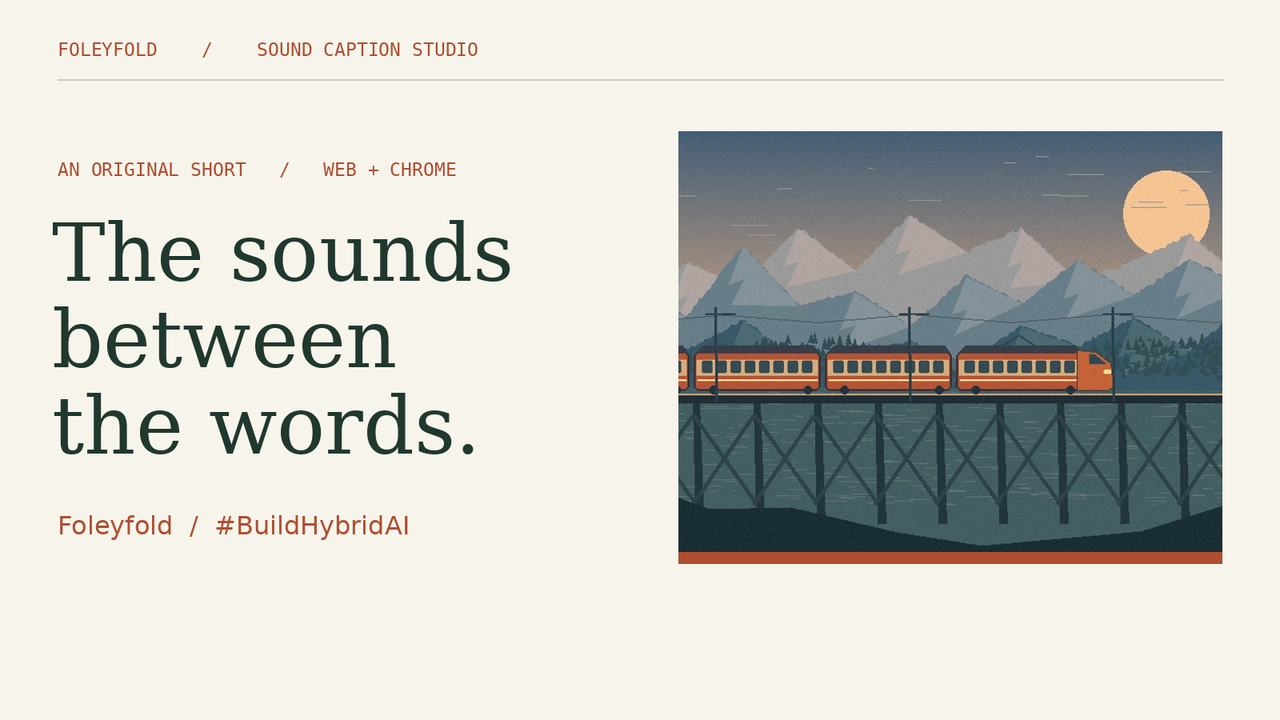 FOLEYFOLD / SOUND CAPTION STUDIO
AN ORIGINAL SHORT / WEB + CHROME
The sounds
between
the words.
Foleyfold / #BuildHybridAI